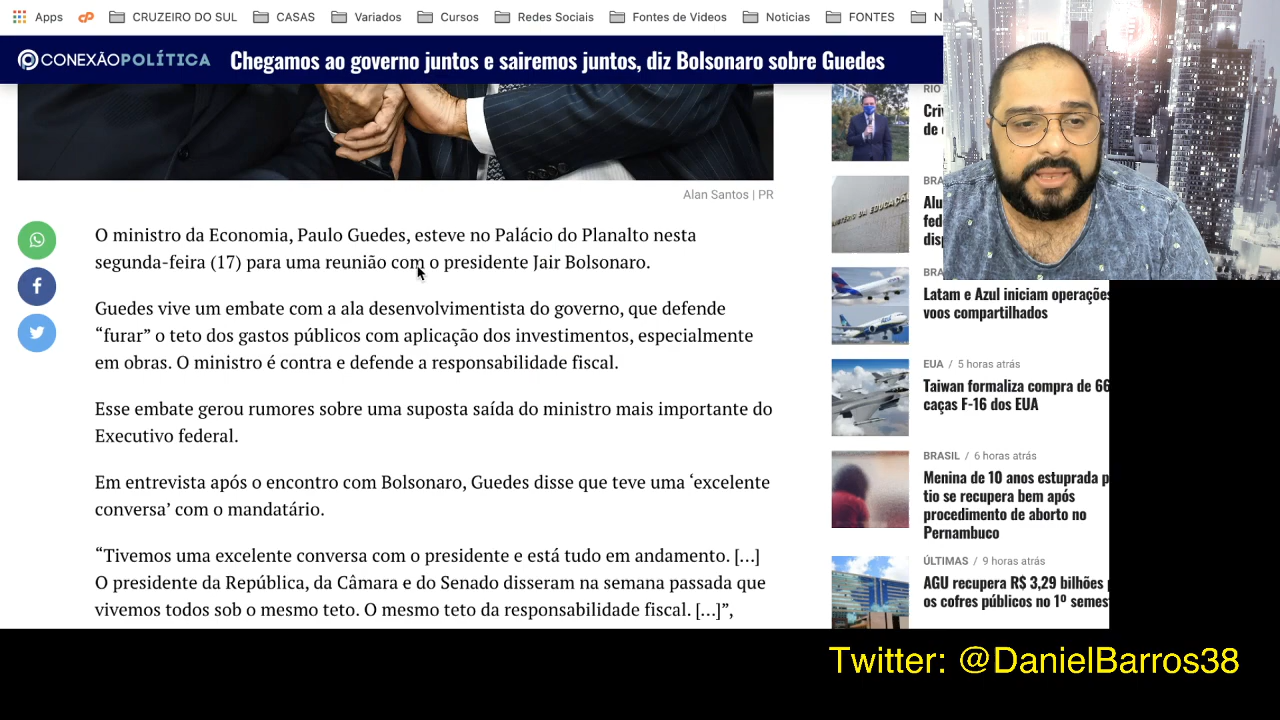 Apps
CRUZEIRO DO SUL
CASAS
Variados
Cursos
Redes Sociais
Fontes de Videos
Noticias
FONTES
N
CONEXÃOPOLÍTICA
Chegamos ao governo juntos e sairemos juntos, diz Bolsonaro sobre Guedes
Alan Santos | PR
O ministro da Economia, Paulo Guedes, esteve no Palácio do Planalto nesta
segunda-feira (17) para uma reunião com o presidente Jair Bolsonaro.
Guedes vive um embate com a ala desenvolvimentista do governo, que defende
“furar” o teto dos gastos públicos com aplicação dos investimentos, especialmente
em obras. O ministro é contra e defende a responsabilidade fiscal.
Esse embate gerou rumores sobre uma suposta saída do ministro mais importante do
Executivo federal.
Em entrevista após o encontro com Bolsonaro, Guedes disse que teve uma ‘excelente
conversa’ com o mandatário.
“Tivemos uma excelente conversa com o presidente e está tudo em andamento. [...]
O presidente da República, da Câmara e do Senado disseram na semana passada que
vivemos todos sob o mesmo teto. O mesmo teto da responsabilidade fiscal. [...]”,
RIO
Cri
de
BRA
Alu
fed
disp
BRA
Latam e Azul iniciam operações
voos compartilhados
EUA / 5 horas atrás
Taiwan formaliza compra de 66
caças F-16 dos EUA
BRASIL / 6 horas atrás
Menina de 10 anos estuprada p
tio se recupera bem após
procedimento de aborto no
Pernambuco
ÚLTIMAS / 9 horas atrás
AGU recupera R$ 3,29 bilhões
os cofres públicos no 1º semes
Twitter: @DanielBarros38